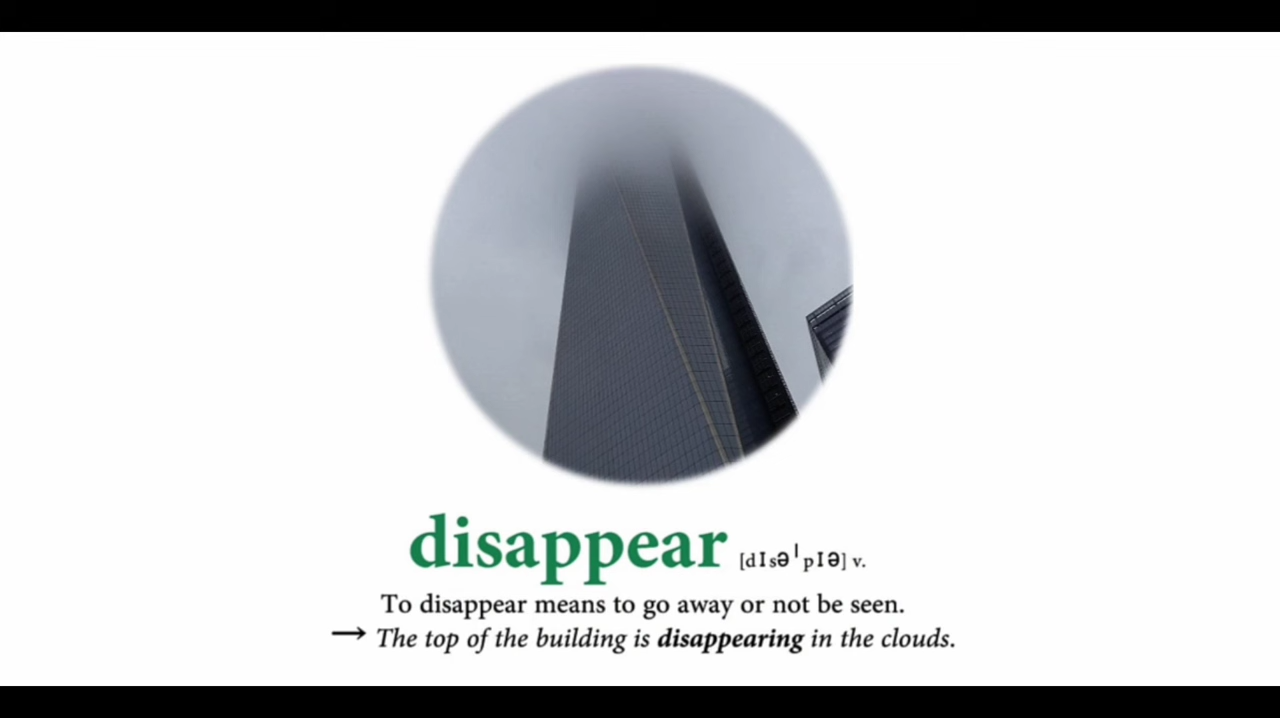 disappear [dɪsəˈpɪə] v.
To disappear means to go away or not be seen.
→ The top of the building is disappearing in the clouds.